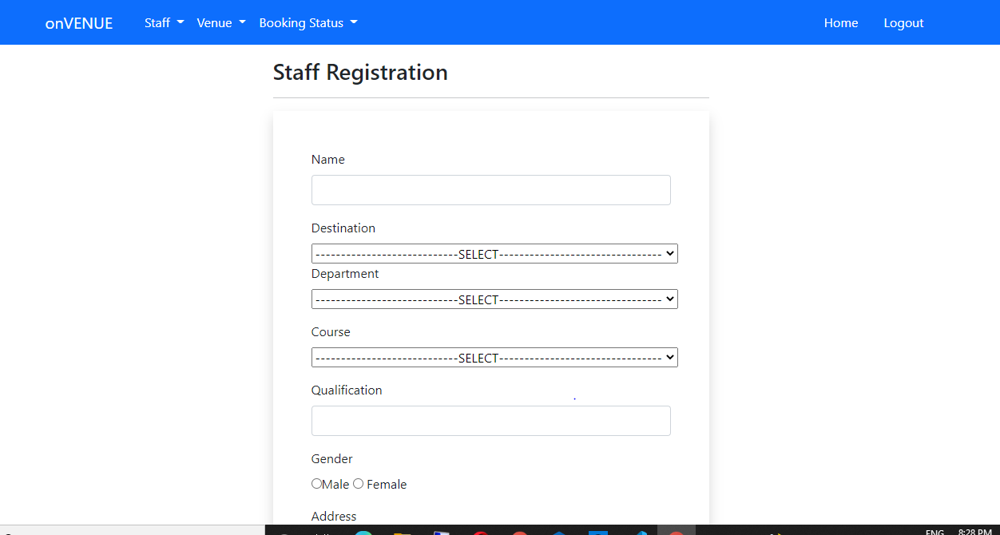 onVENUE Staff Venue Booking Status Home Logout
Staff Registration
Name
Destination
---------------------------SELECT------------------------------
Department
---------------------------SELECT------------------------------
Course
---------------------------SELECT------------------------------
Qualification
Gender
Male Female
Address
ENG 8:28 PM